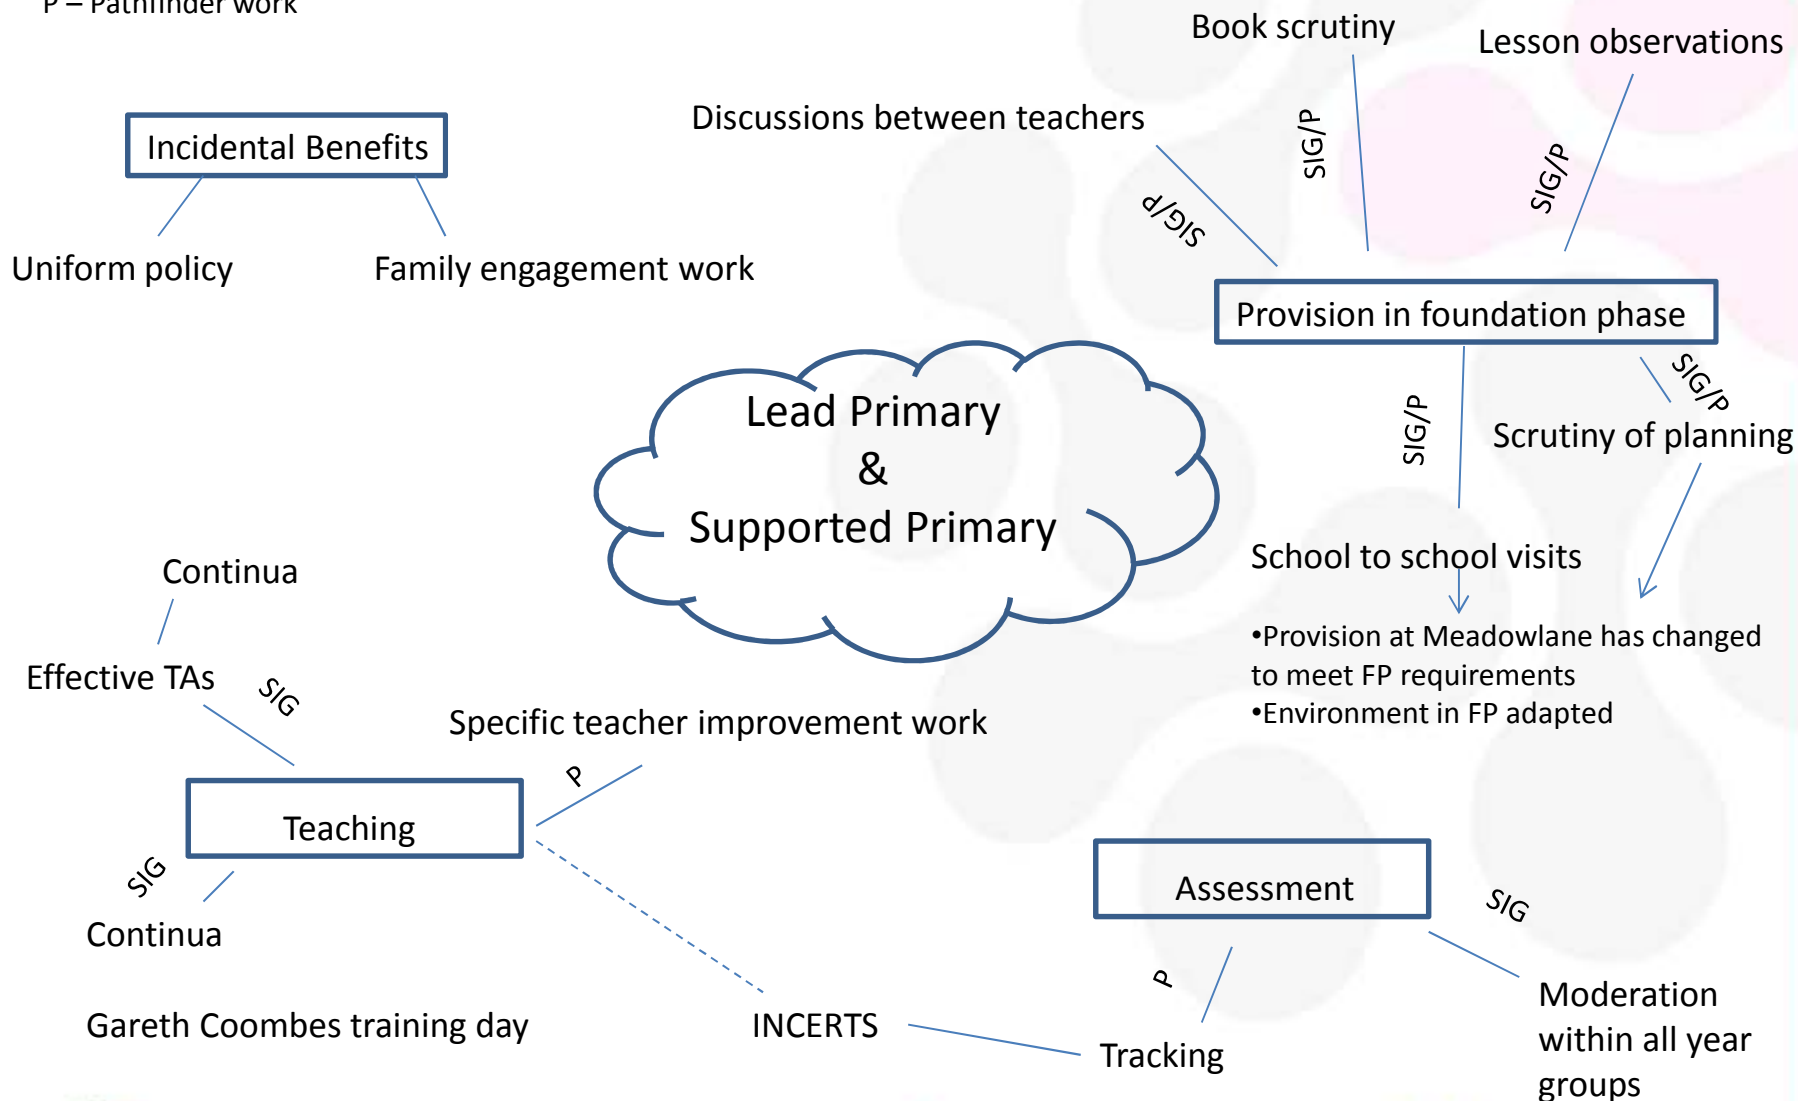 P – Pathfinder work
Book scrutiny
Lesson observations
Discussions between teachers
SIG/P
SIG/P
SIG/P
Incidental Benefits
Uniform policy
Family engagement work
Provision in foundation phase
SIG/P
SIG/P
Scrutiny of planning
Lead Primary
&
Supported Primary
School to school visits
•Provision at Meadowlane has changed
to meet FP requirements
•Environment in FP adapted
Continua
Effective TAs
SIG
Specific teacher improvement work
P
Teaching
SIG
Continua
Gareth Coombes training day
INCERTS
Assessment
SIG
P
Tracking
Moderation
within all year
groups